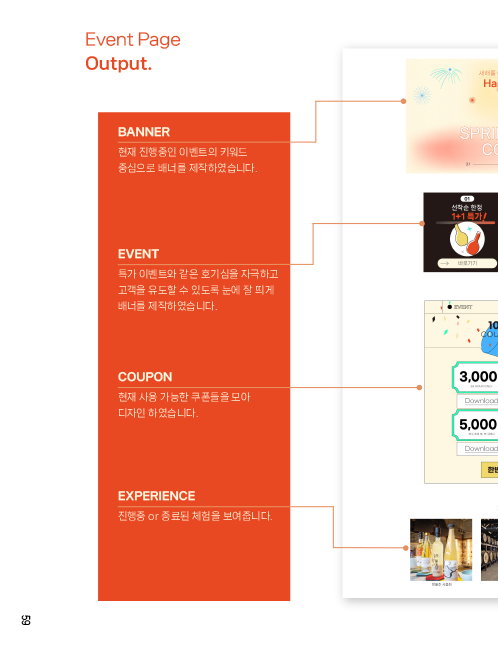 Event Page
Output.
BANNER
현재 진행중인 이벤트의 키워드
중심으로 배너를 제작하였습니다.
EVENT
특가 이벤트와 같은 호기심을 자극하고
고객을 유도할 수 있도록 눈에 잘 띄게
배너를 제작하였습니다.
COUPON
현재 사용 가능한 쿠폰들을 모아
디자인 하였습니다.
EXPERIENCE
진행중 or 종료된 체험을 보여줍니다.
새해를
Ha
SPRI
CO
01
선착순 한정
1+1 특가!
바로가기
EVENT
10
3,000
Download
5,000
Download
한번
59